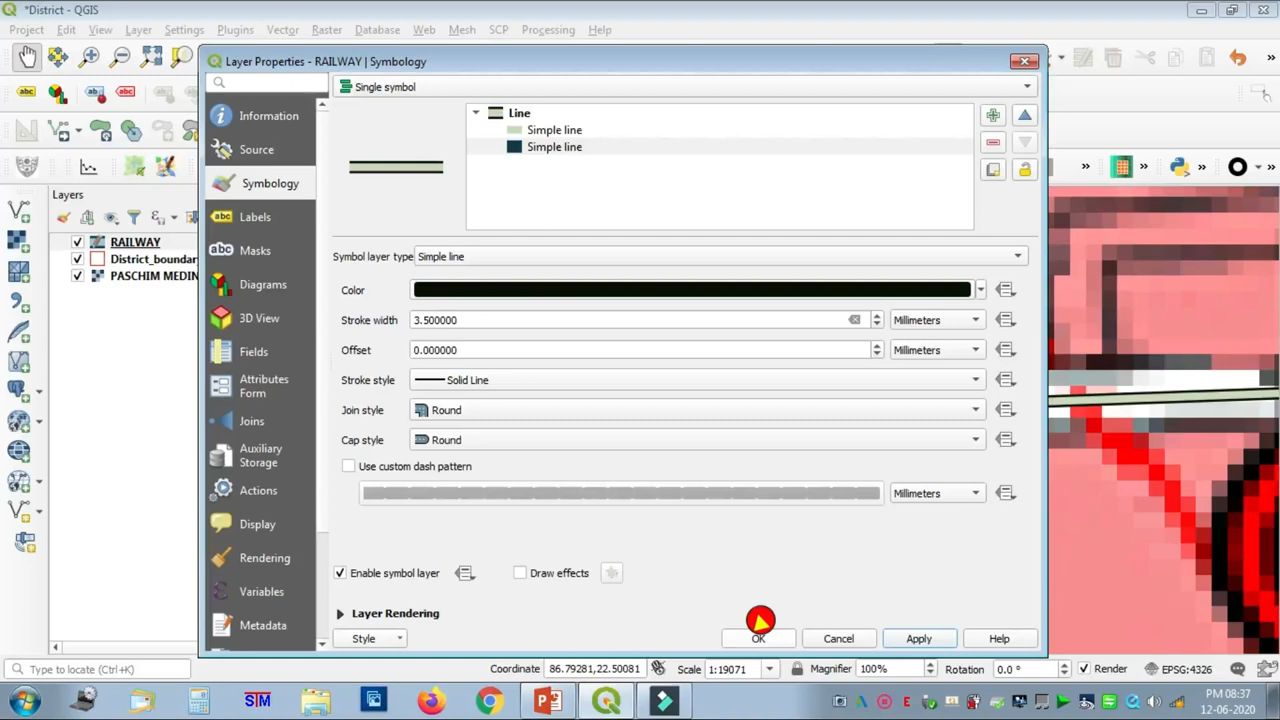 *District - QGIS
Project Edit View Layer Settings Plugins Vector Raster Database Web Mesh SCP Processing Help
Layer Properties - RAILWAY | Symbology
Single symbol
Line
Simple line
Simple line
Information
Source
Symbology
Labels
Masks
Diagrams
3D View
Fields
Attributes
Form
Joins
Auxiliary
Storage
Actions
Display
Rendering
Variables
Metadata
Layers
RAILWAY
District_boundar
PASCHIM MEDIN
Symbol layer type Simple line
Color
Stroke width 3.500000 Millimeters
Offset 0.000000 Millimeters
Stroke style Solid Line
Join style Round
Cap style Round
Use custom dash pattern
Millimeters
Enable symbol layer Draw effects
Layer Rendering
Style OK Cancel Apply Help
Type to locate (Ctrl+K) Coordinate 86.79281,22.50081 Scale 1:19071 Magnifier 100% Rotation 0.0 ° Render EPSG:4326
STM
PM 08:37
12-06-2020